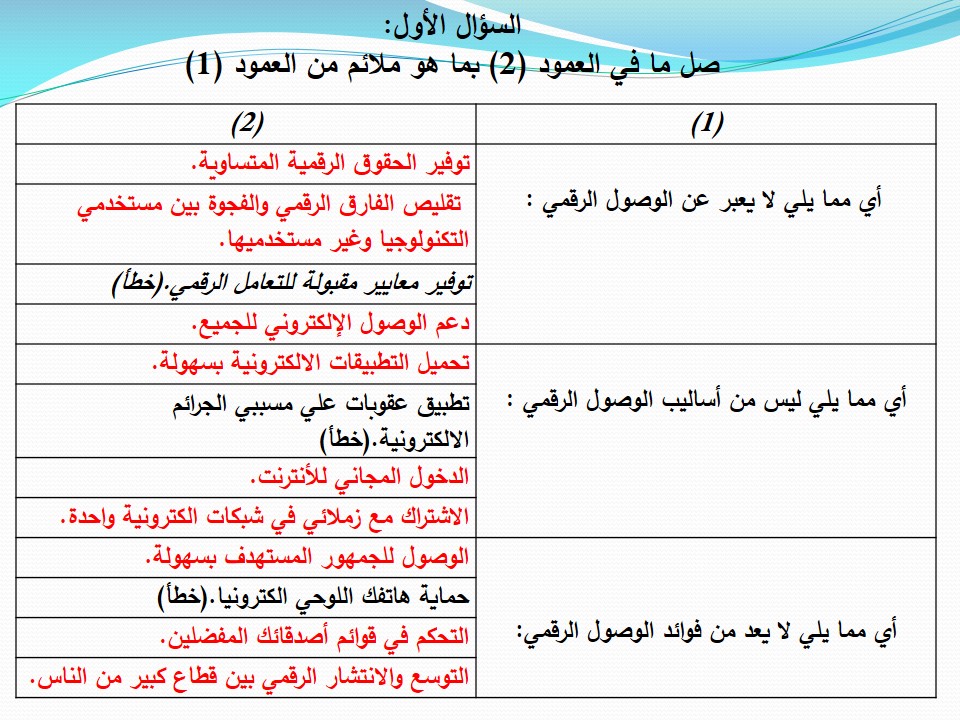 السؤال الأول:
صل ما في العمود (2) بما هو ملائم من العمود (1)
(1)
(2)
أي مما يلي لا يعبر عن الوصول الرقمي :
توفير الحقوق الرقمية المتساوية.
تقليص الفارق الرقمي والفجوة بين مستخدمي
التكنولوجيا وغير مستخدميها.
توفير معايير مقبولة للتعامل الرقمي.(خطأ)
دعم الوصول الإلكتروني للجميع.
أي مما يلي ليس من أساليب الوصول الرقمي :
تحميل التطبيقات الالكترونية بسهولة.
تطبيق عقوبات علي مسببي الجرائم
الالكترونية.(خطأ)
الدخول المجاني للأنترنت.
الاشتراك مع زملائي في شبكات الكترونية واحدة.
أي مما يلي لا يعد من فوائد الوصول الرقمي:
الوصول للجمهور المستهدف بسهولة.
حماية هاتفك اللوحي الكترونيا.(خطأ)
التحكم في قوائم أصدقائك المفضلين.
التوسع والانتشار الرقمي بين قطاع كبير من الناس.